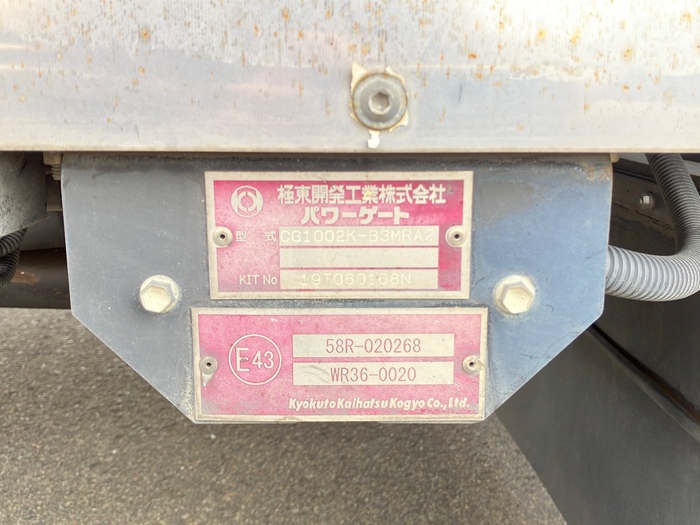 極東開発工業株式会社
パワーゲート
型 式 CG1002K-B3MRA2
KIT No 19T060168N
E43
58R-020268
WR36-0020
Kyokuto Kaihatsu Kogyo Co., Ltd.